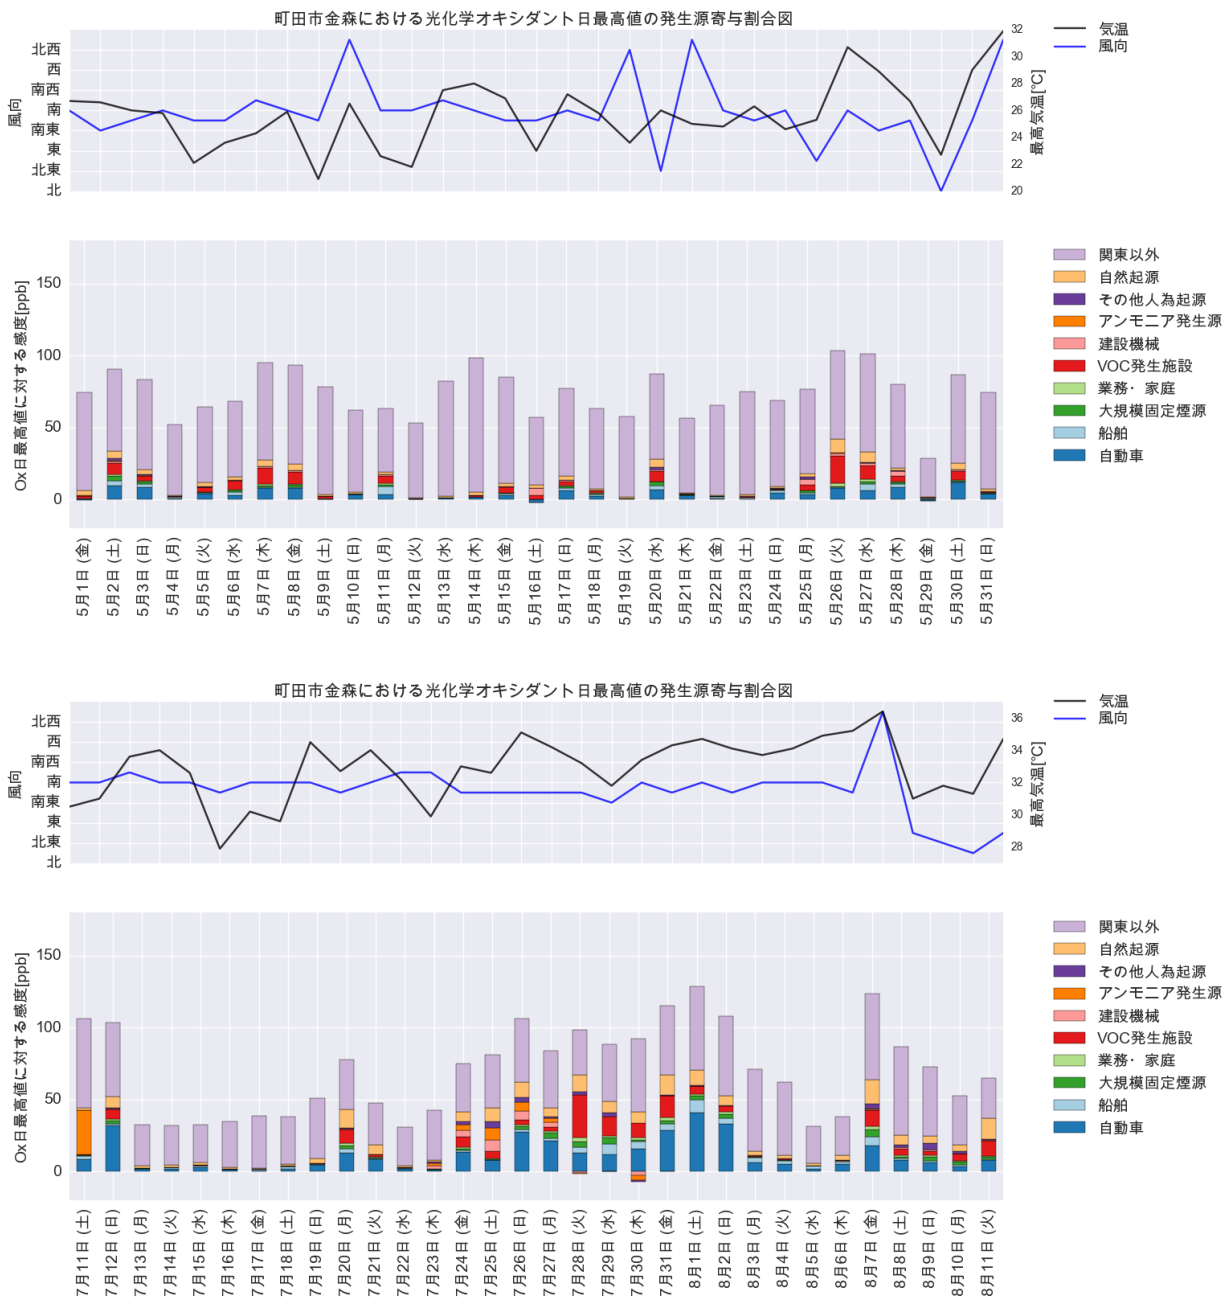 町田市金森における光化学オキシダント日最高値の発生源寄与割合図
北西
西
南西
南
南東
東
北東
北
風向
32
30
28
26
24
22
20
最高気温[℃]
気温
風向
150
100
50
0
Ox日最高値に対する感度[ppb]
関東以外
自然起源
その他人為起源
アンモニア発生源
建設機械
VOC発生施設
業務・家庭
大規模固定煙源
船舶
自動車
5月1日 (金)
5月2日 (土)
5月3日 (日)
5月4日 (月)
5月5日 (火)
5月6日 (水)
5月7日 (木)
5月8日 (金)
5月9日 (土)
5月10日 (日)
5月11日 (月)
5月12日 (火)
5月13日 (水)
5月14日 (木)
5月15日 (金)
5月16日 (土)
5月17日 (日)
5月18日 (月)
5月19日 (火)
5月20日 (水)
5月21日 (木)
5月22日 (金)
5月23日 (土)
5月24日 (日)
5月25日 (月)
5月26日 (火)
5月27日 (水)
5月28日 (木)
5月29日 (金)
5月30日 (土)
5月31日 (日)
町田市金森における光化学オキシダント日最高値の発生源寄与割合図
北西
西
南西
南
南東
東
北東
北
風向
36
34
32
30
28
最高気温[℃]
気温
風向
150
100
50
0
Ox日最高値に対する感度[ppb]
関東以外
自然起源
その他人為起源
アンモニア発生源
建設機械
VOC発生施設
業務・家庭
大規模固定煙源
船舶
自動車
7月11日 (土)
7月12日 (日)
7月13日 (月)
7月14日 (火)
7月15日 (水)
7月16日 (木)
7月17日 (金)
7月18日 (土)
7月19日 (日)
7月20日 (月)
7月21日 (火)
7月22日 (水)
7月23日 (木)
7月24日 (金)
7月25日 (土)
7月26日 (日)
7月27日 (月)
7月28日 (火)
7月29日 (水)
7月30日 (木)
7月31日 (金)
8月1日 (土)
8月2日 (日)
8月3日 (月)
8月4日 (火)
8月5日 (水)
8月6日 (木)
8月7日 (金)
8月8日 (土)
8月9日 (日)
8月10日 (月)
8月11日 (火)